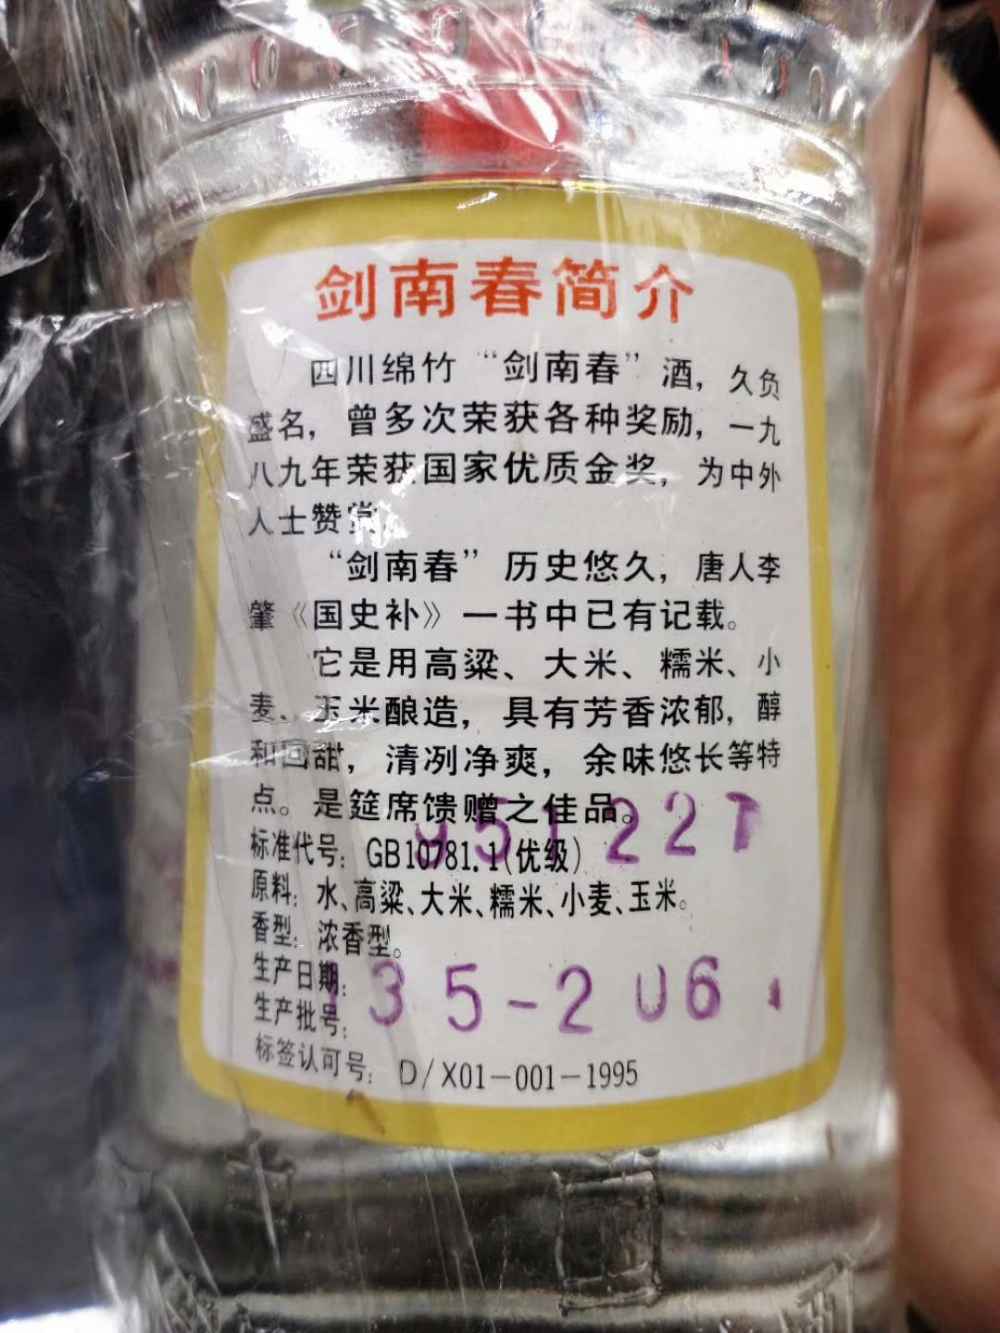 剑南春简介
四川绵竹“剑南春”酒，久负
盛名，曾多次荣获各种奖励，一九
八九年荣获国家优质金奖，为中外
人士赞赏。
“剑南春”历史悠久，唐人李
肇《国史补》一书中已有记载。
它是用高粱、大米、糯米、小
麦、玉米酿造，具有芳香浓郁，醇
和回甜，清冽净爽，余味悠长等特
点。是筵席馈赠之佳品。
951227
标准代号：GB10781.1(优级)
原料：水、高粱、大米、糯米、小麦、玉米。
香型：浓香型。
生产日期：
35-206
生产批号：
标签认可号：D/X01-001-1995